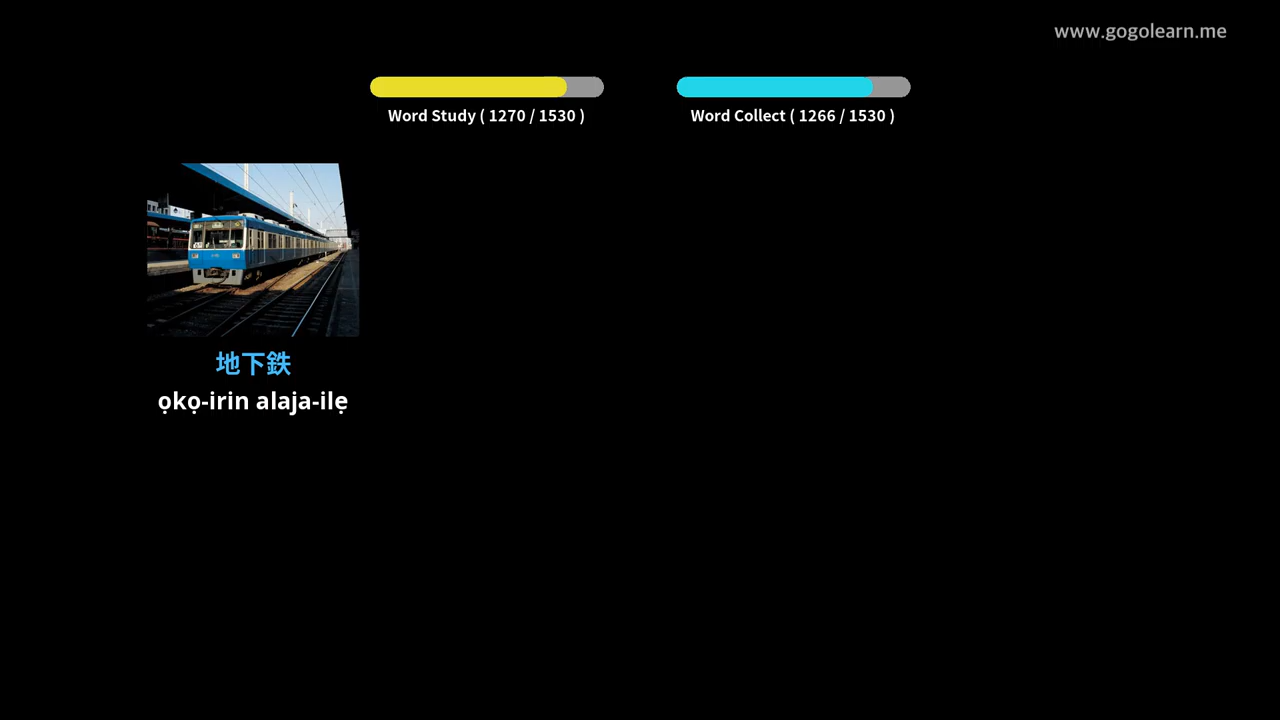 www.gogolearn.me
Word Study ( 1270 / 1530 )
Word Collect ( 1266 / 1530 )
地下鉄
ọkọ-irin alaja-ilẹ